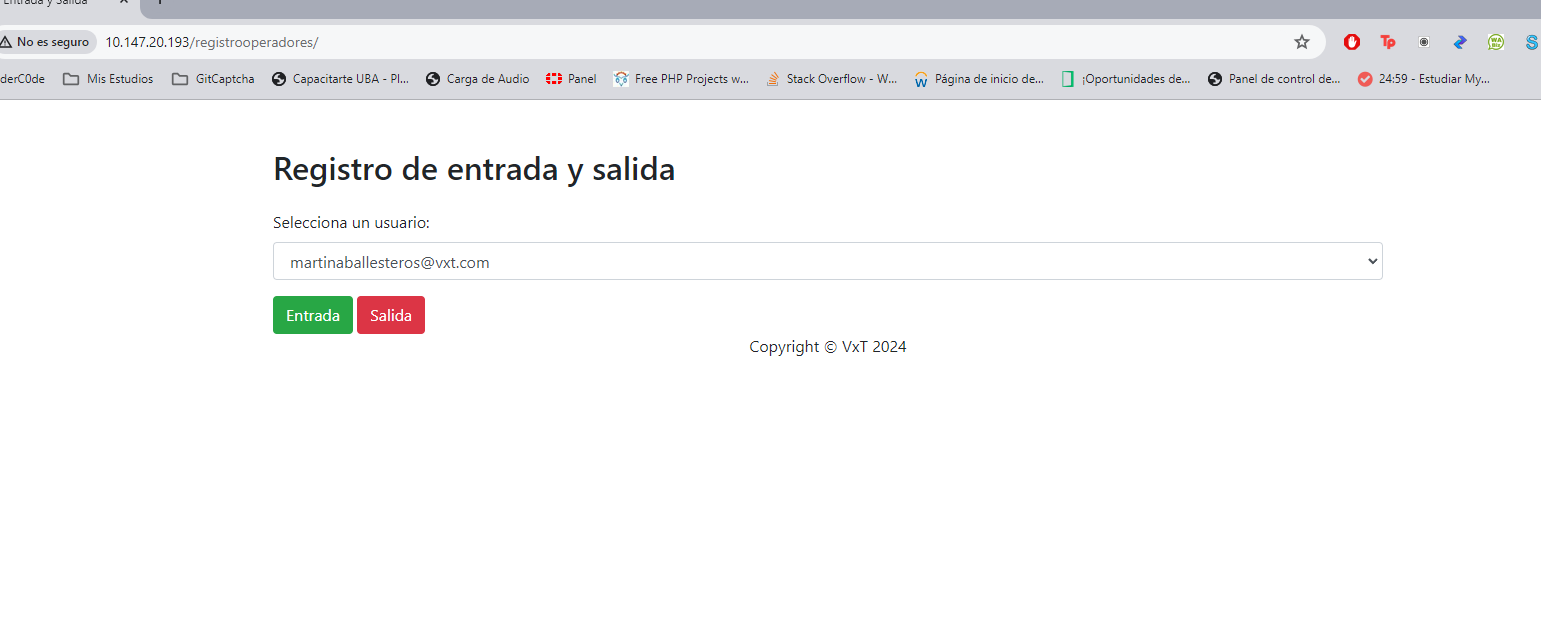 Entrada y Salida
No es seguro 10.147.20.193/registrooperadores/
derC0de Mis Estudios GitCaptcha Capacitarte UBA - Pl... Carga de Audio Panel Free PHP Projects w... Stack Overflow - W... Página de inicio de... ¡Oportunidades de... Panel de control de... 24:59 - Estudiar My...
Registro de entrada y salida
Selecciona un usuario:
martinaballesteros@vxt.com
Entrada Salida
Copyright © VxT 2024